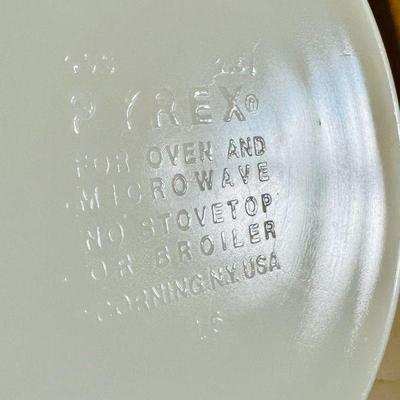 PYREX®
FOR OVEN AND
MICROWAVE
NO STOVETOP
OR BROILER
CORNING N.Y. USA